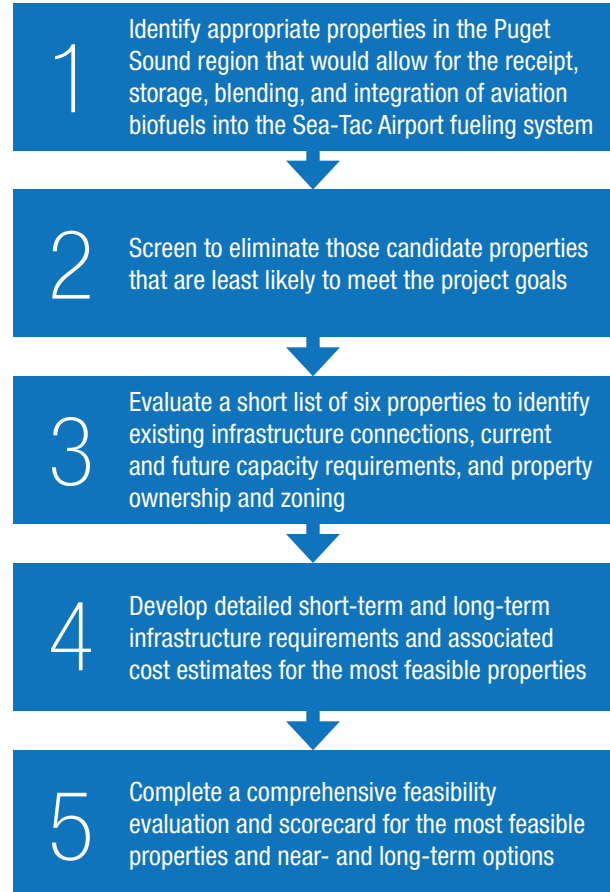 1
Identify appropriate properties in the Puget
Sound region that would allow for the receipt,
storage, blending, and integration of aviation
biofuels into the Sea-Tac Airport fueling system
2
Screen to eliminate those candidate properties
that are least likely to meet the project goals
3
Evaluate a short list of six properties to identify
existing infrastructure connections, current
and future capacity requirements, and property
ownership and zoning
4
Develop detailed short-term and long-term
infrastructure requirements and associated
cost estimates for the most feasible properties
5
Complete a comprehensive feasibility
evaluation and scorecard for the most feasible
properties and near- and long-term options